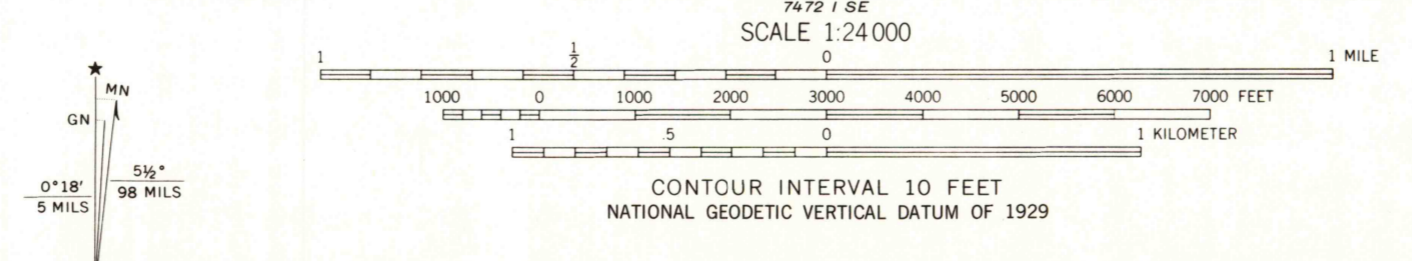 7472 I SE
SCALE 1:24 000
1 1/2 0 1 MILE
1000 0 1000 2000 3000 4000 5000 6000 7000 FEET
1 .5 0 1 KILOMETER
CONTOUR INTERVAL 10 FEET
NATIONAL GEODETIC VERTICAL DATUM OF 1929
★
MN
GN
5½°
98 MILS
0°18′
5 MILS